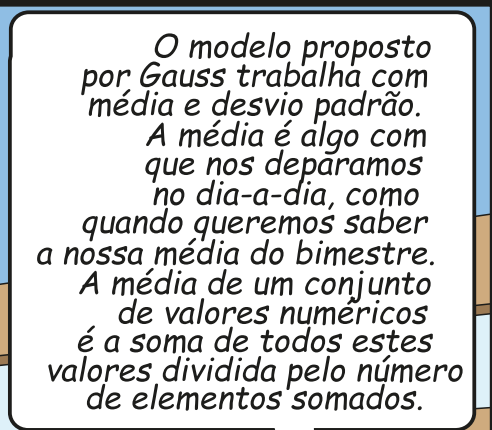 O modelo proposto
por Gauss trabalha com
média e desvio padrão.
A média é algo com
que nos deparamos
no dia-a-dia, como
quando queremos saber
a nossa média do bimestre.
A média de um conjunto
de valores numéricos
é a soma de todos estes
valores dividida pelo número
de elementos somados.